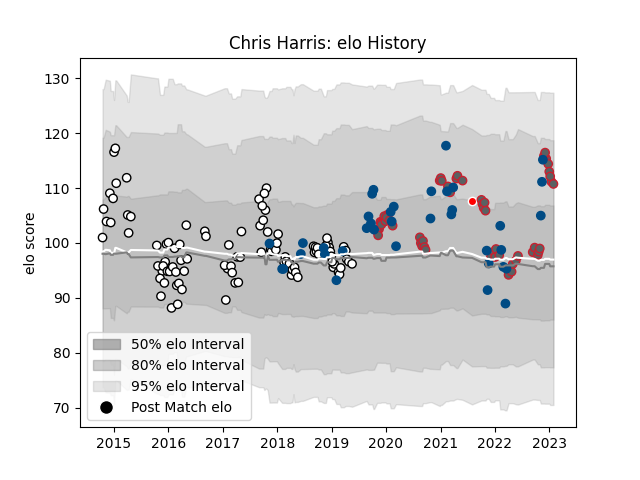 Chris Harris: elo History
elo score
130
120
110
100
90
80
70
50% elo Interval
80% elo Interval
95% elo Interval
Post Match elo
2015 2016 2017 2018 2019 2020 2021 2022 2023